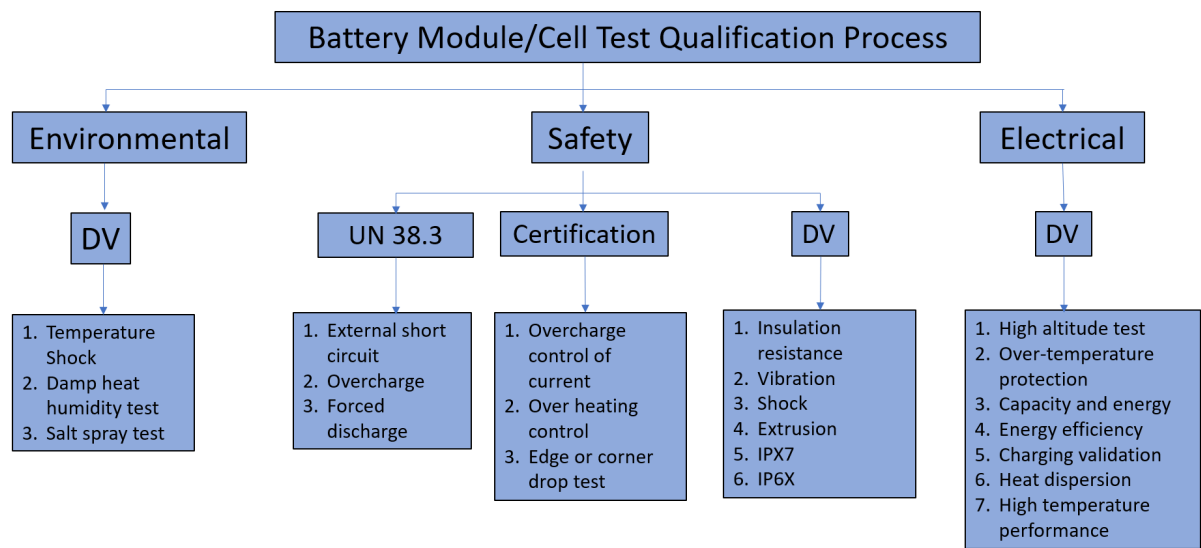 Battery Module/Cell Test Qualification Process
Environmental
Safety
Electrical
DV
UN 38.3
Certification
DV
DV
1. Temperature
Shock
2. Damp heat
humidity test
3. Salt spray test
1. External short
circuit
2. Overcharge
3. Forced
discharge
1. Overcharge
control of
current
2. Over heating
control
3. Edge or corner
drop test
1. Insulation
resistance
2. Vibration
3. Shock
4. Extrusion
5. IPX7
6. IP6X
1. High altitude test
2. Over-temperature
protection
3. Capacity and energy
4. Energy efficiency
5. Charging validation
6. Heat dispersion
7. High temperature
performance